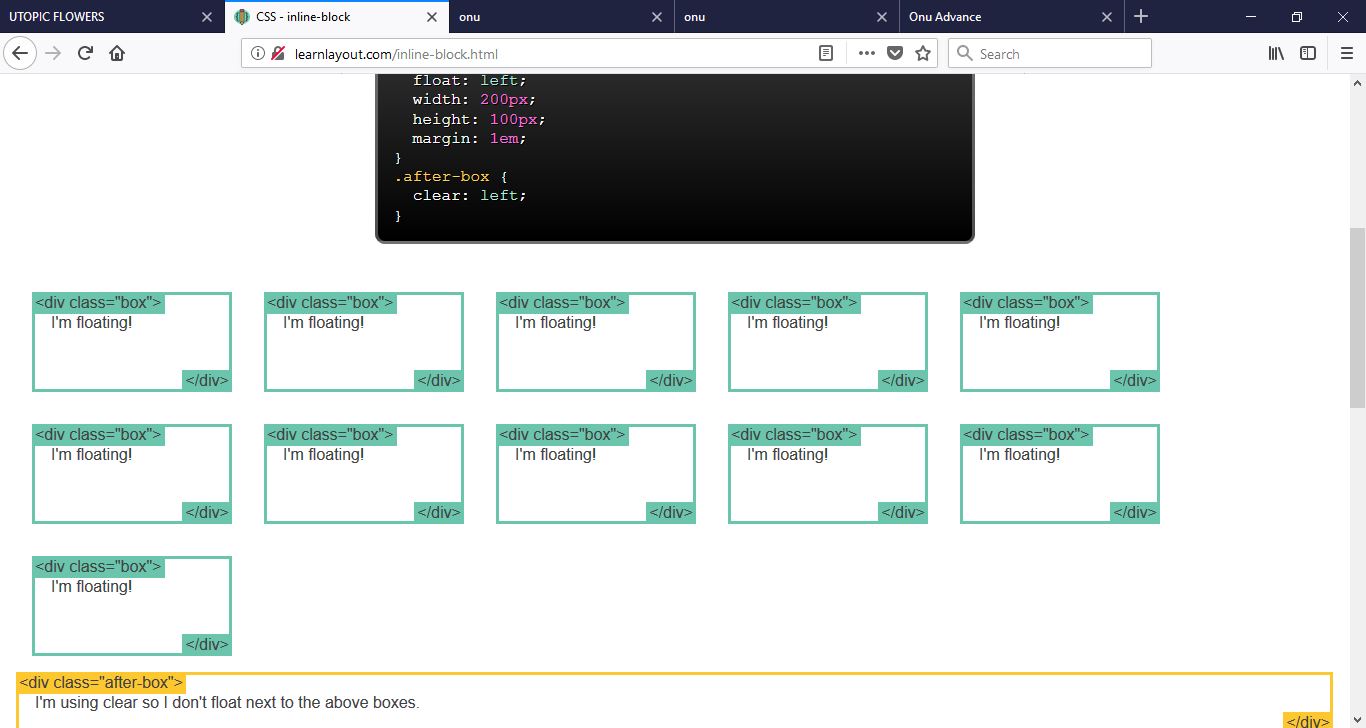 UTOPIC FLOWERS CSS - inline-block onu onu Onu Advance
learnlayout.com/inline-block.html Search
float: left;
width: 200px;
height: 100px;
margin: 1em;
}
.after-box {
clear: left;
}
<div class="box"> <div class="box"> <div class="box"> <div class="box"> <div class="box">
I'm floating! I'm floating! I'm floating! I'm floating! I'm floating!
</div> </div> </div> </div> </div>
<div class="box"> <div class="box"> <div class="box"> <div class="box"> <div class="box">
I'm floating! I'm floating! I'm floating! I'm floating! I'm floating!
</div> </div> </div> </div> </div>
<div class="box">
I'm floating!
</div>
<div class="after-box">
I'm using clear so I don't float next to the above boxes.
</div>